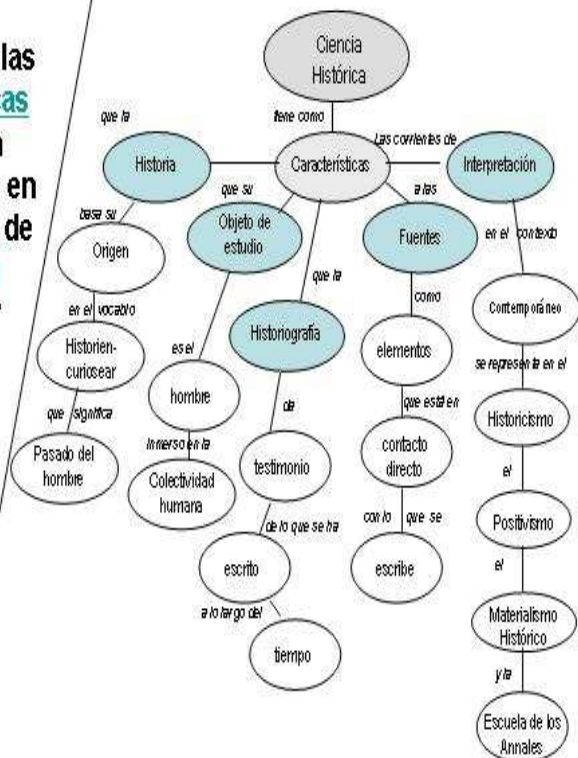 las
cas
en
de
Ciencia
Histórica
tiene como
Características
que la
Historia
basa su
Origen
en el vocablo
Historien-
curiosear
que significa
Pasado del
hombre
que su
Objeto de
estudio
es el
hombre
inmerso en la
Colectividad
humana
que la
Historiografía
de
testimonio
de lo que se ha
escrito
a lo largo del
tiempo
a las
Fuentes
como
elementos
que está en
contacto
directo
con lo que se
escribe
Las corrientes de
Interpretación
en el contexto
Contemporáneo
se representa en el
Historicismo
el
Positivismo
el
Materialismo
Histórico
y la
Escuela de los
Annales